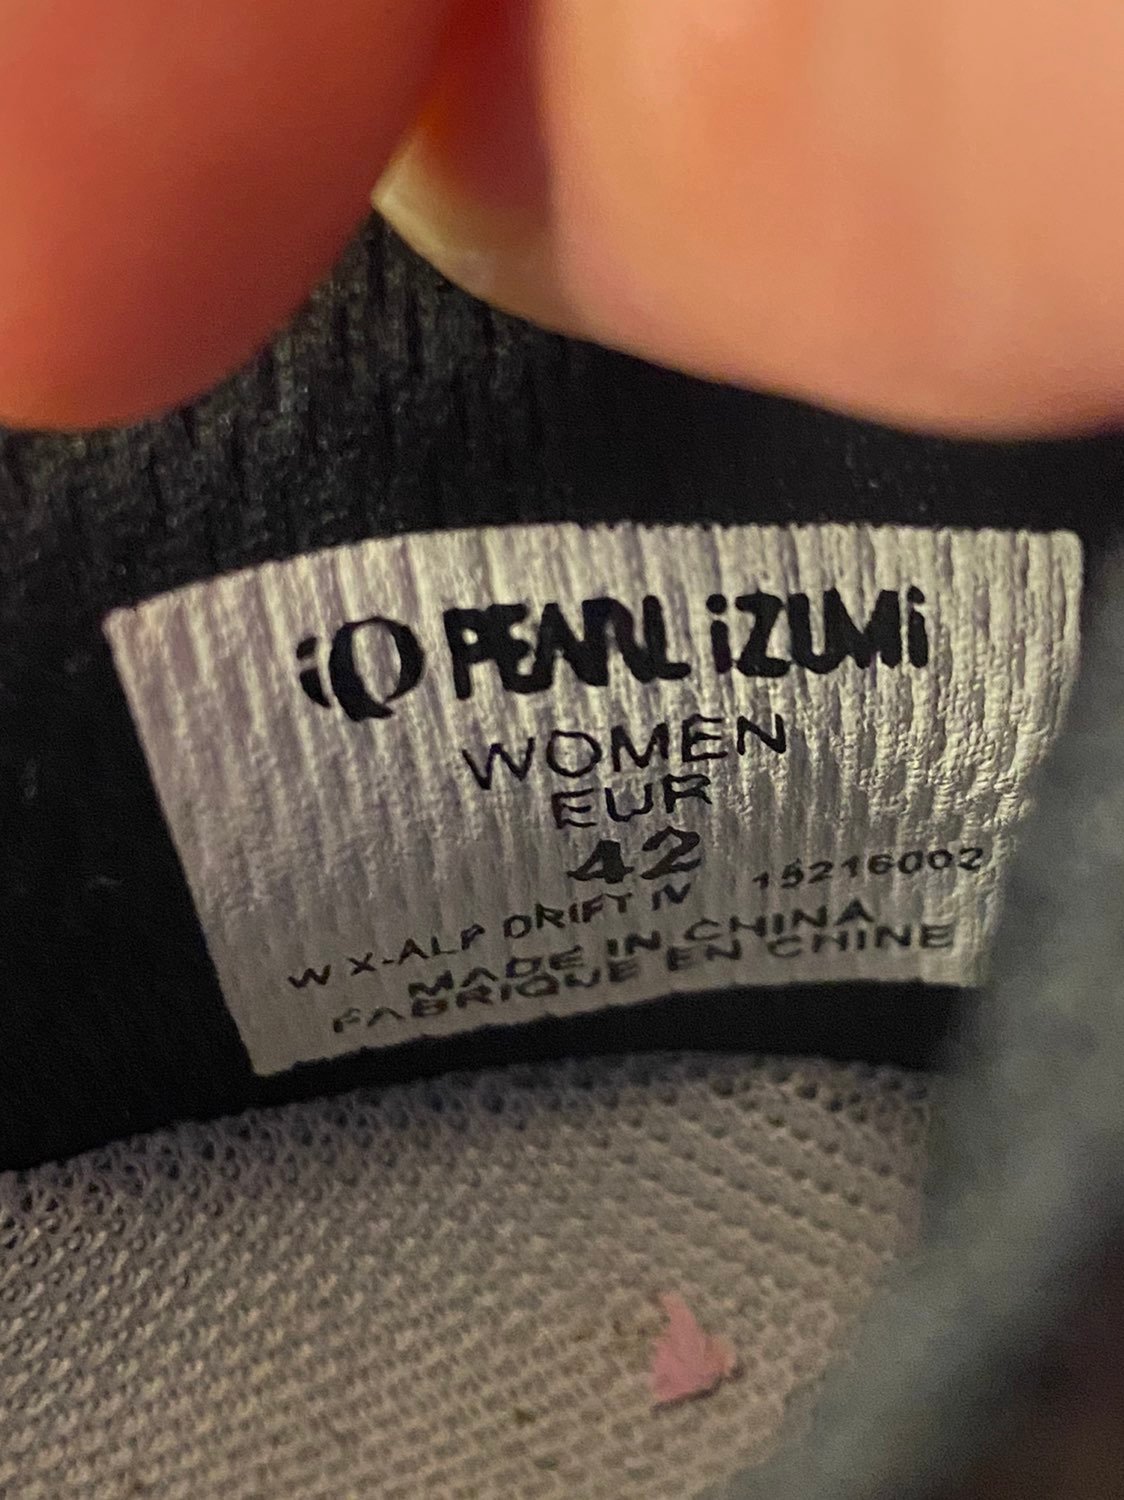 PEARL iZUMi
WOMEN
EUR
42
15216002
W X-ALP DRIFT IV
MADE IN CHINA
FABRIQUE EN CHINE